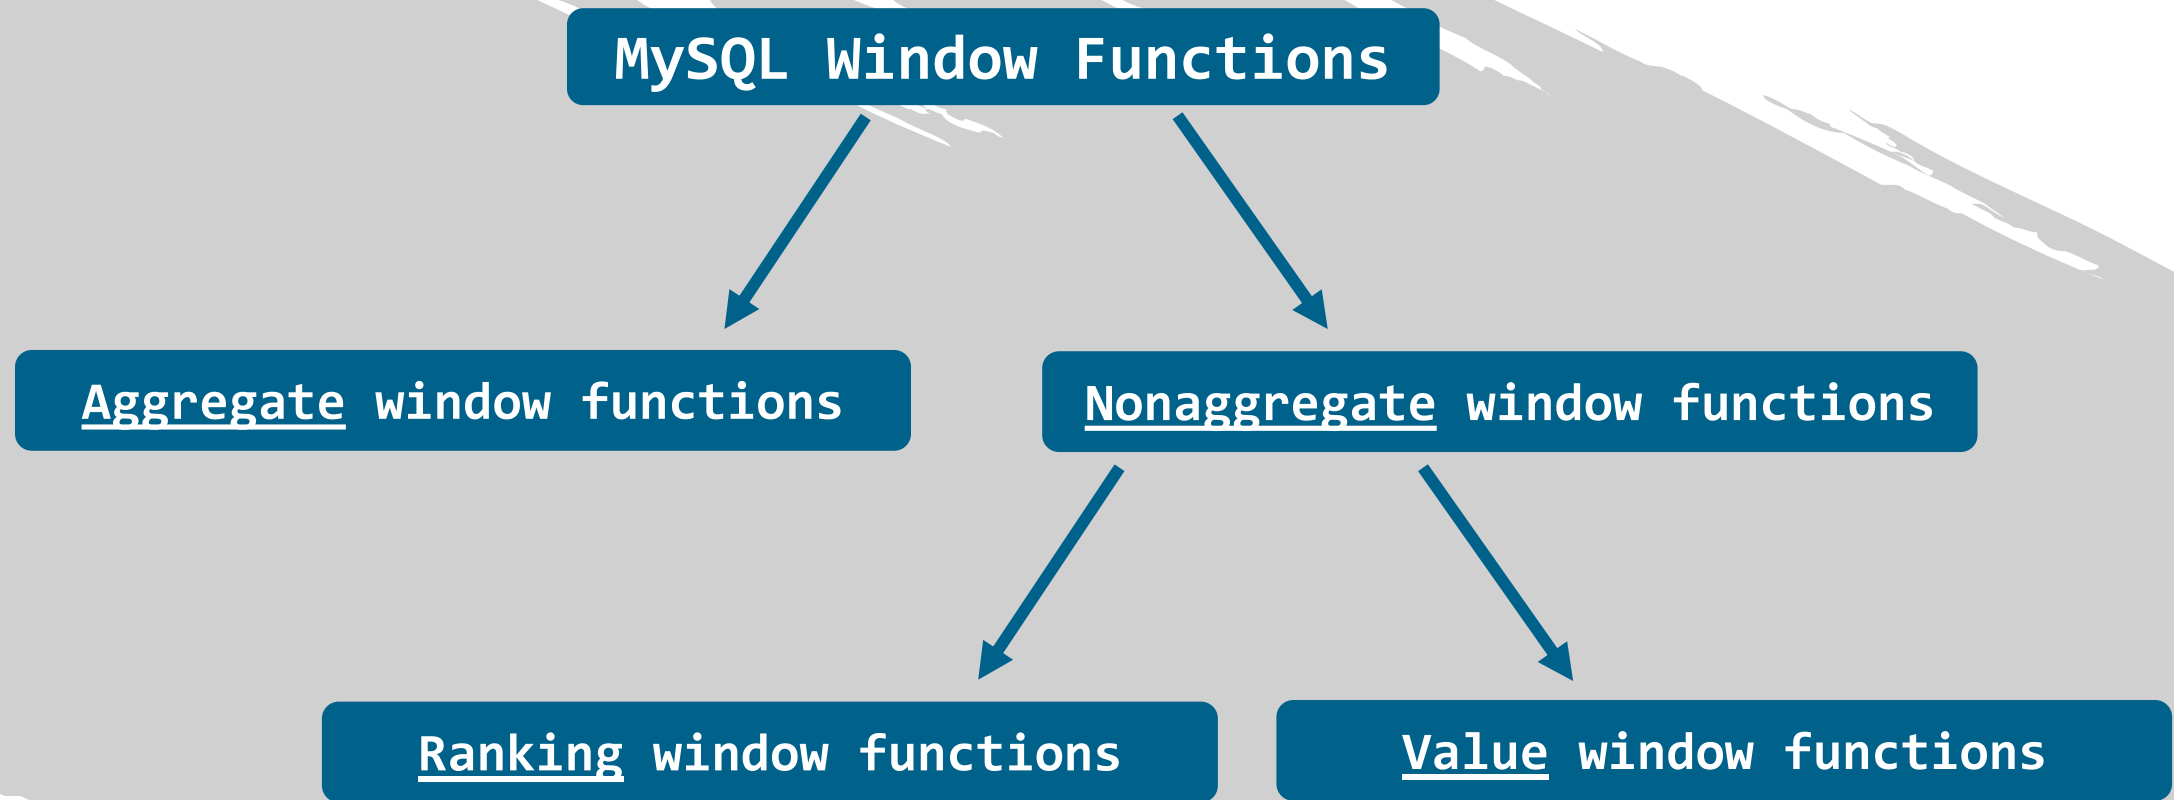 MySQL Window Functions
Aggregate window functions
Nonaggregate window functions
Ranking window functions
Value window functions